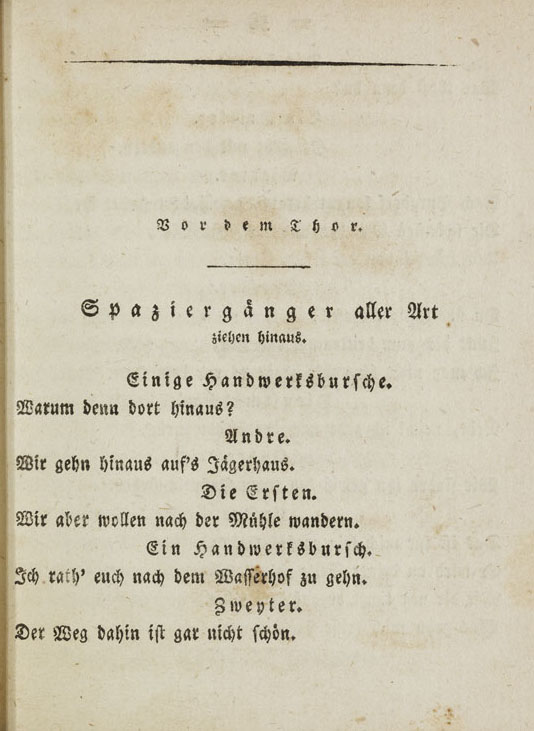 Vor dem Thor.
Spaziergänger aller Art
ziehen hinaus.
Einige Handwerksbursche.
Warum denn dort hinaus?
Andre.
Wir gehn hinaus auf's Jägerhaus.
Die Ersten.
Wir aber wollen nach der Mühle wandern.
Ein Handwerksbursch.
Ich rath' euch nach dem Wasserhof zu gehn.
Zweyter.
Der Weg dahin ist gar nicht schön.